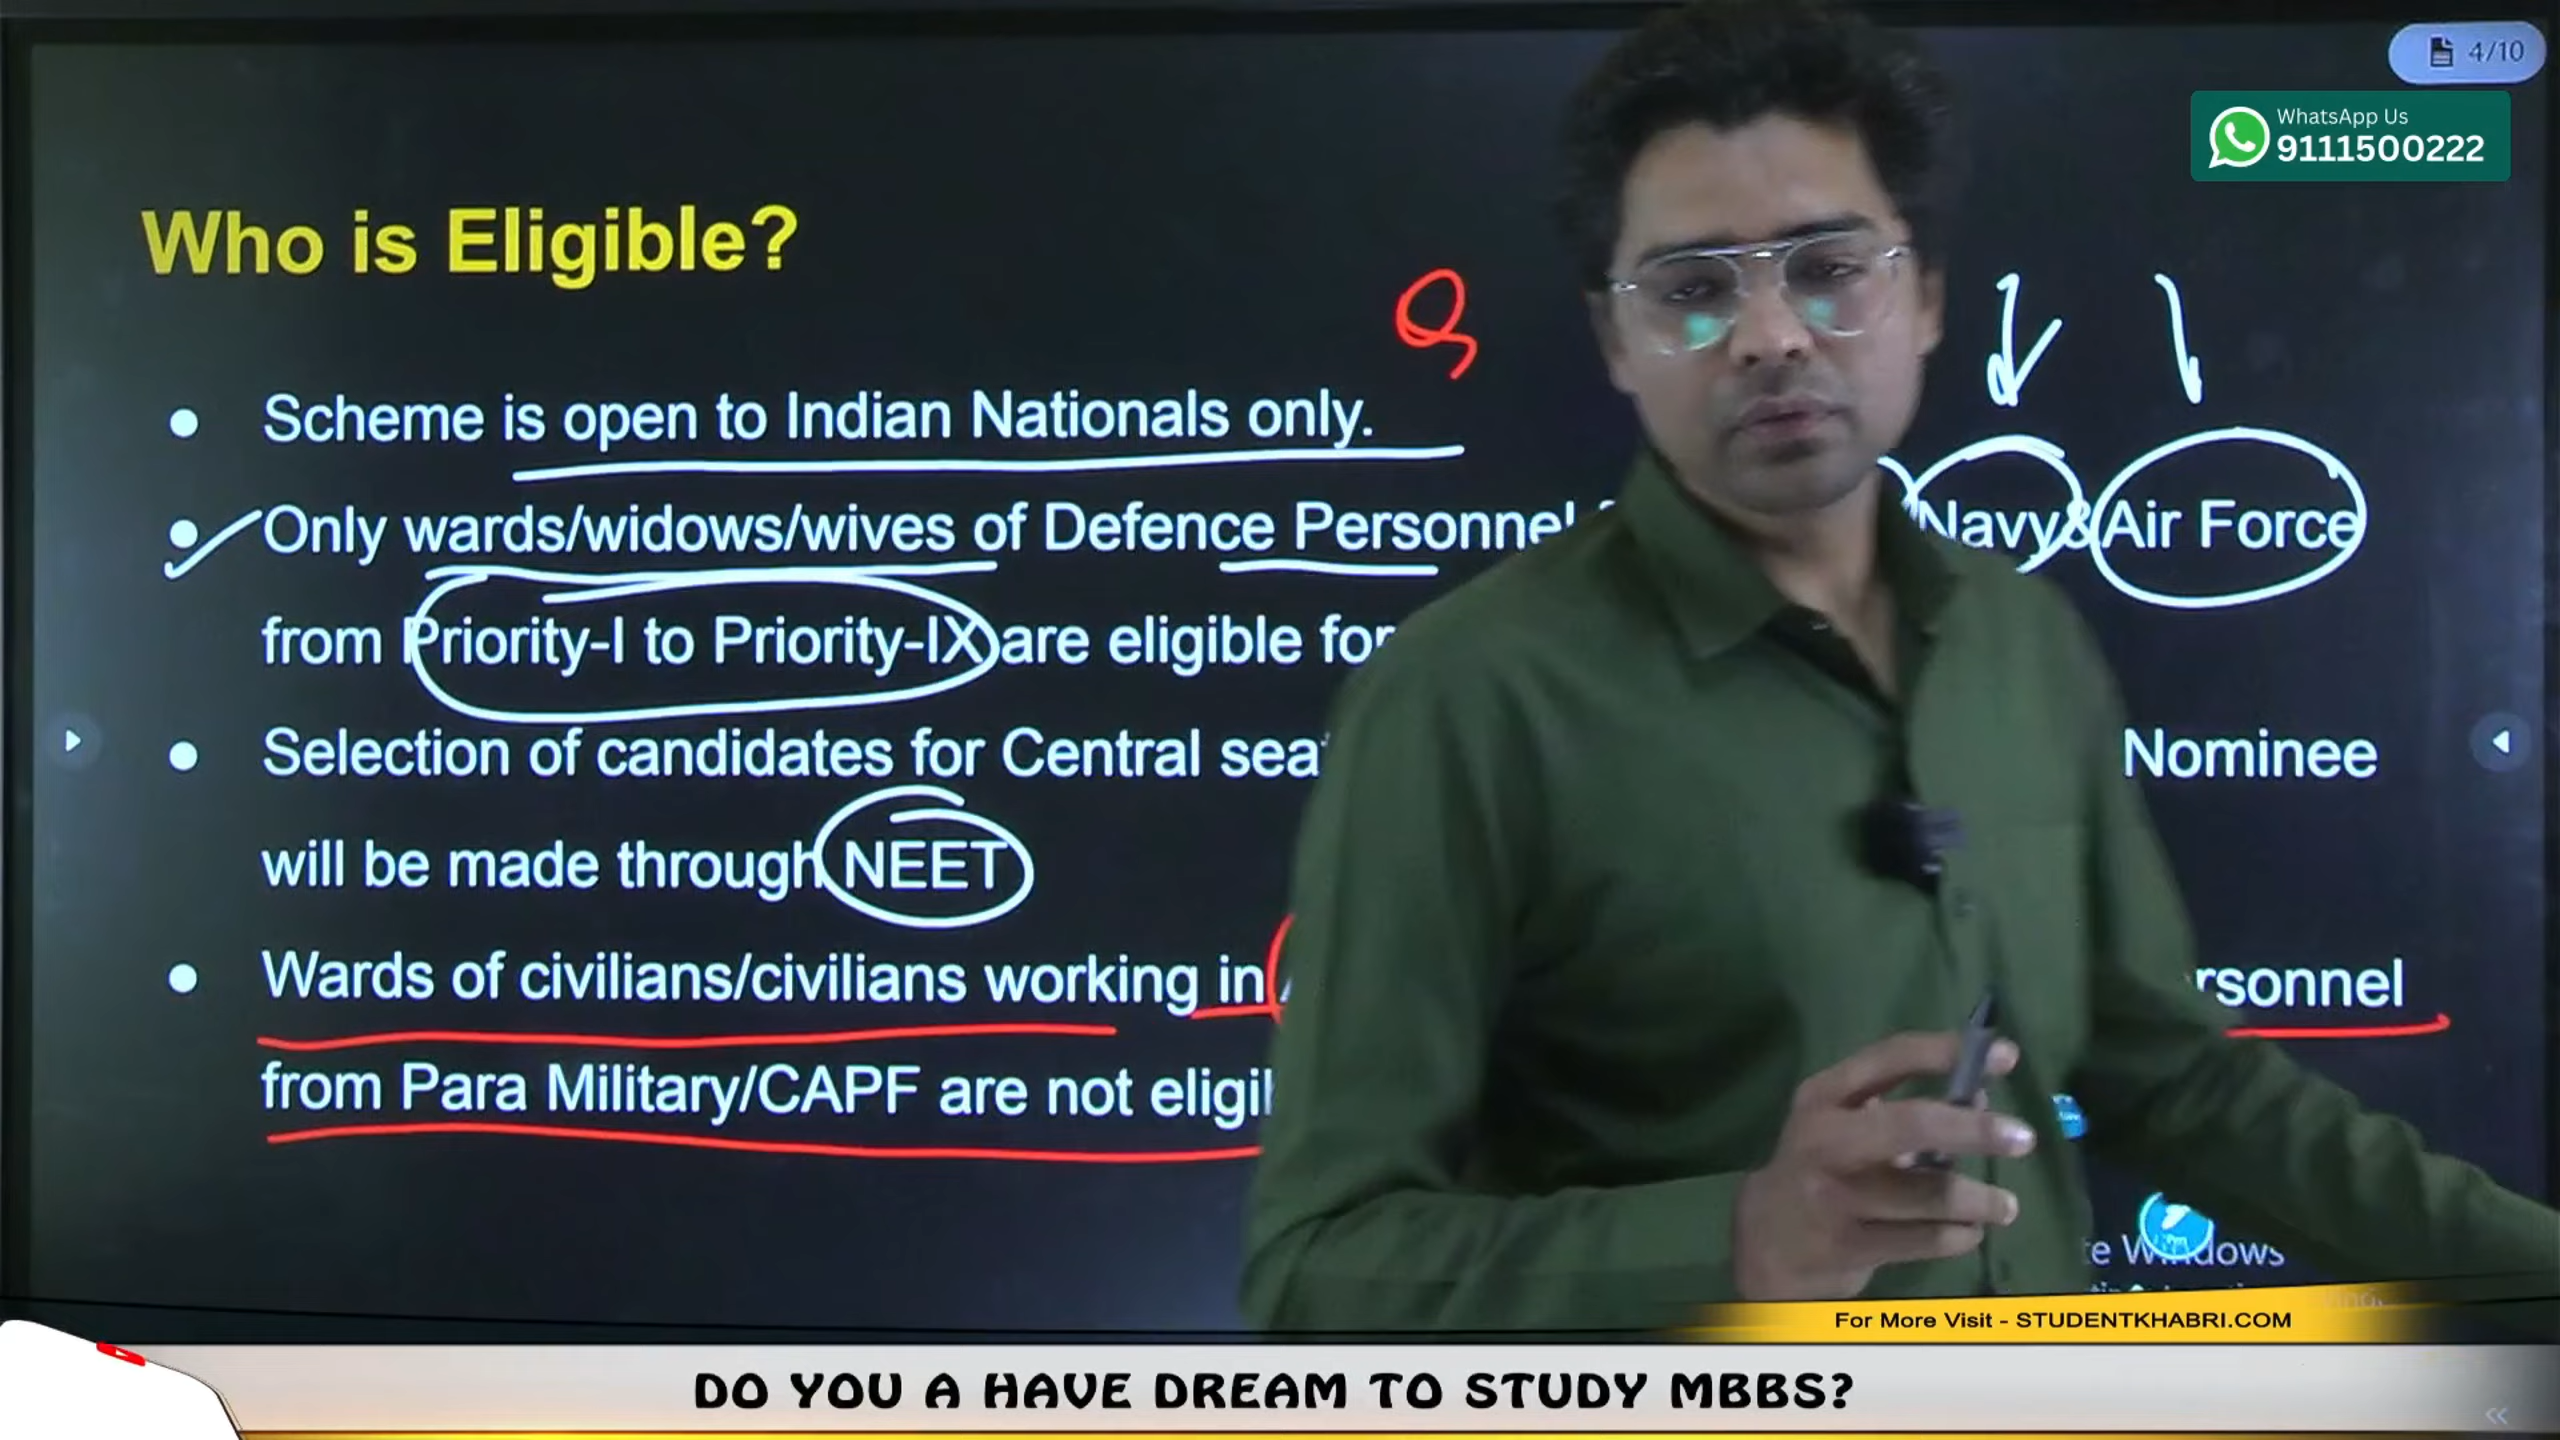 4/10
WhatsApp Us
9111500222
Who is Eligible?
Scheme is open to Indian Nationals only.
Only wards/widows/wives of Defence Personnel Navy & Air Force
from Priority-I to Priority-IX are eligible for
Selection of candidates for Central Nominee
will be made through NEET
Wards of civilians/civilians working in
from Para Military/CAPF are not
Windows
For More Visit - STUDENTKHABRI.COM
DO YOU A HAVE DREAM TO STUDY MBBS?